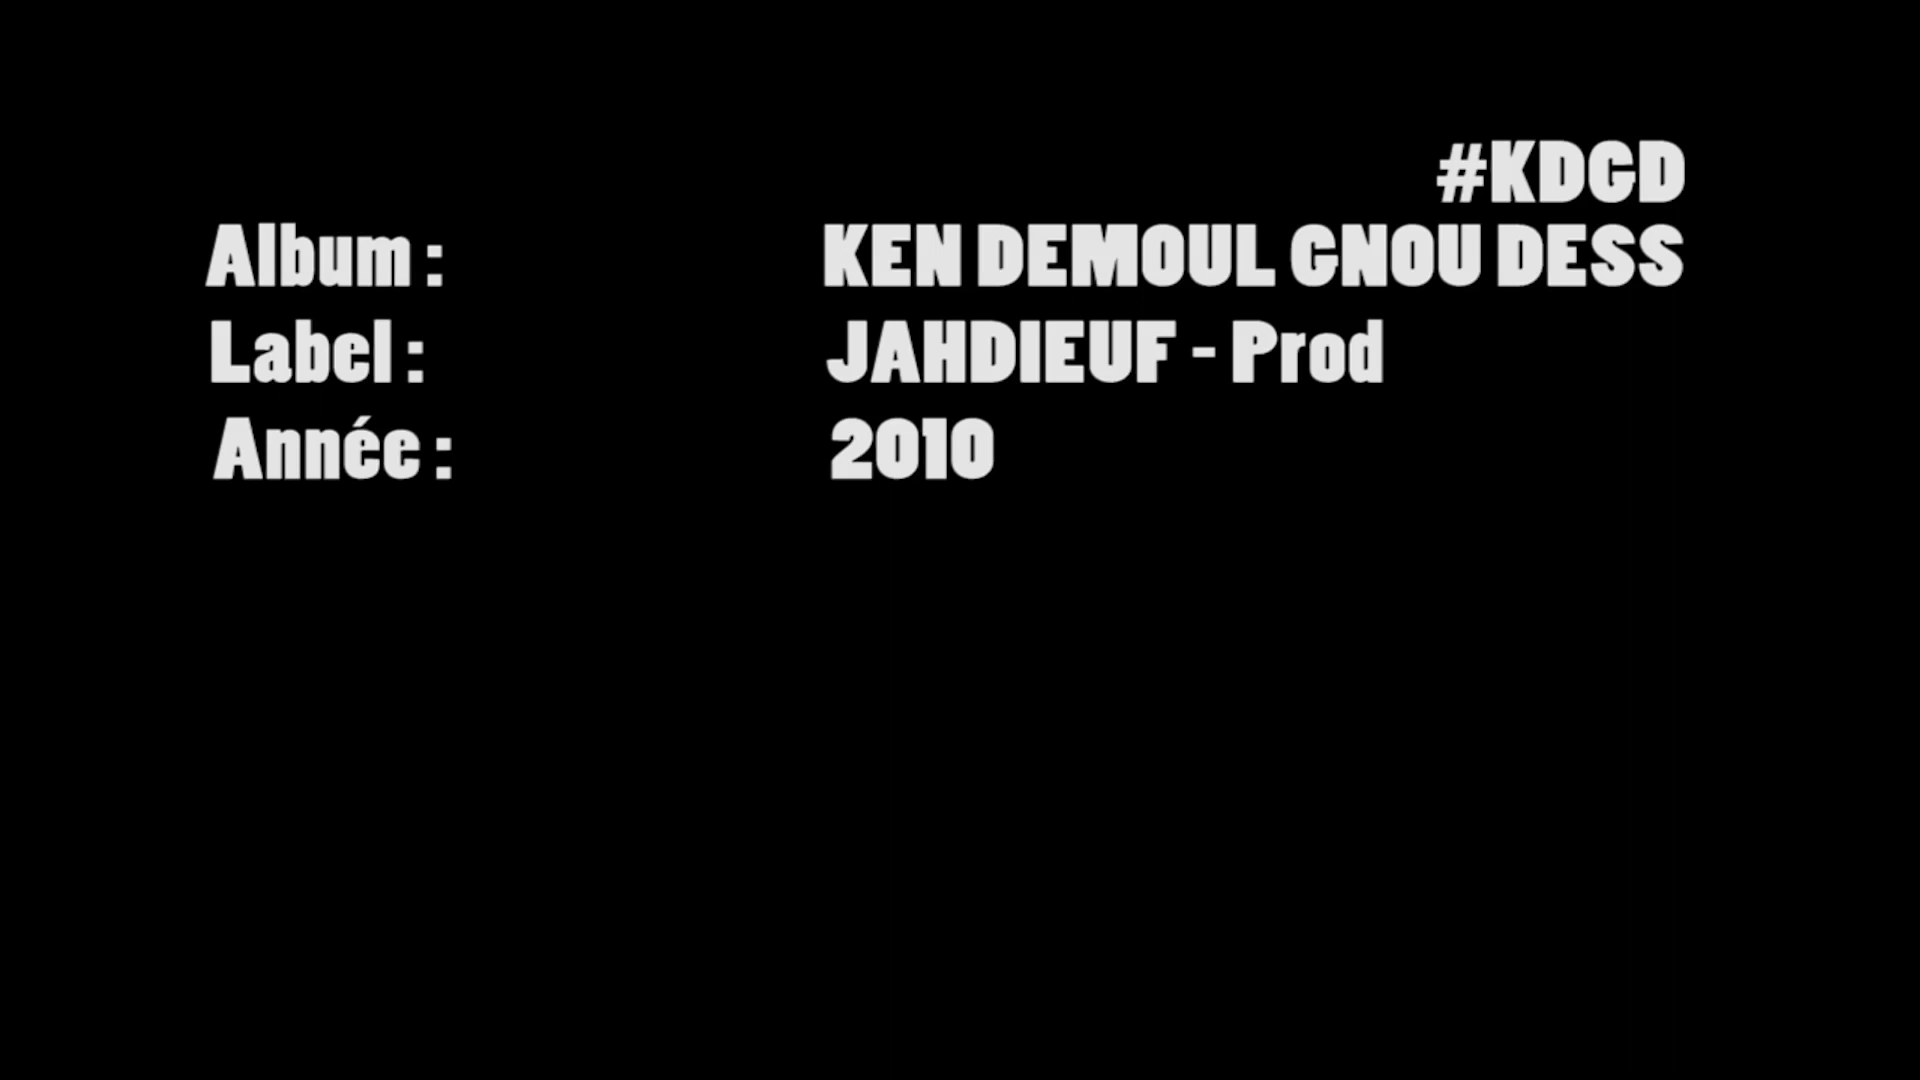 #KDGD
Album : KEN DEMOUL GNOU DESS
Label : JAHDIEUF - Prod
Année : 2010